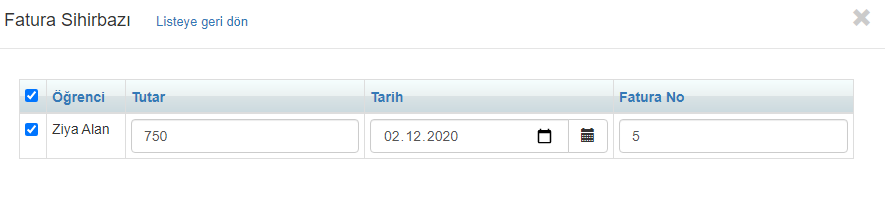 Fatura Sihirbazı Listeye geri dön
Öğrenci Tutar Tarih Fatura No
Ziya Alan 750 02.12.2020 5